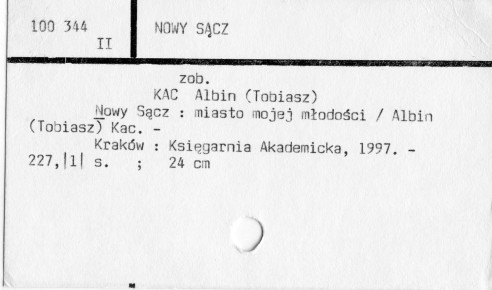 100 344
II
NOWY SĄCZ
zob.
KAC Albin (Tobiasz)
Nowy Sącz : miasto mojej młodości / Albin
(Tobiasz) Kac. -
Kraków : Księgarnia Akademicka, 1997. -
227,|1| s. ; 24 cm